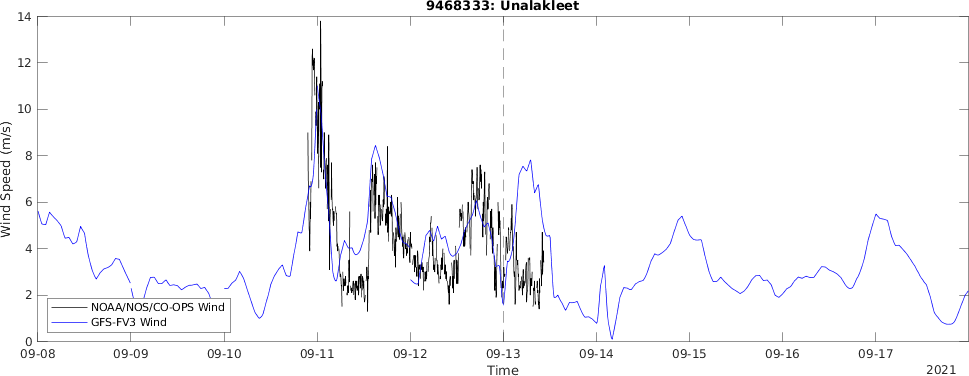 9468333: Unalakleet
Wind Speed (m/s)
14
12
10
8
6
4
2
0
NOAA/NOS/CO-OPS Wind
GFS-FV3 Wind
09-08 09-09 09-10 09-11 09-12 09-13 09-14 09-15 09-16 09-17
Time
2021